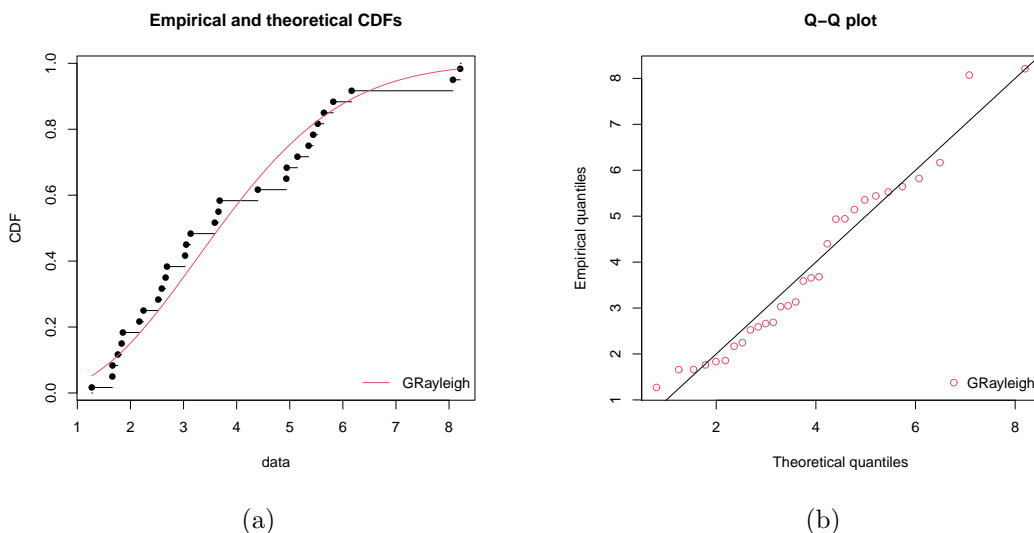 Empirical and theoretical CDFs
CDF
0.0
0.2
0.4
0.6
0.8
1.0
1 2 3 4 5 6 7 8
data
GRayleigh
(a)
Q−Q plot
Empirical quantiles
1
2
3
4
5
6
7
8
2 4 6 8
Theoretical quantiles
GRayleigh
(b)